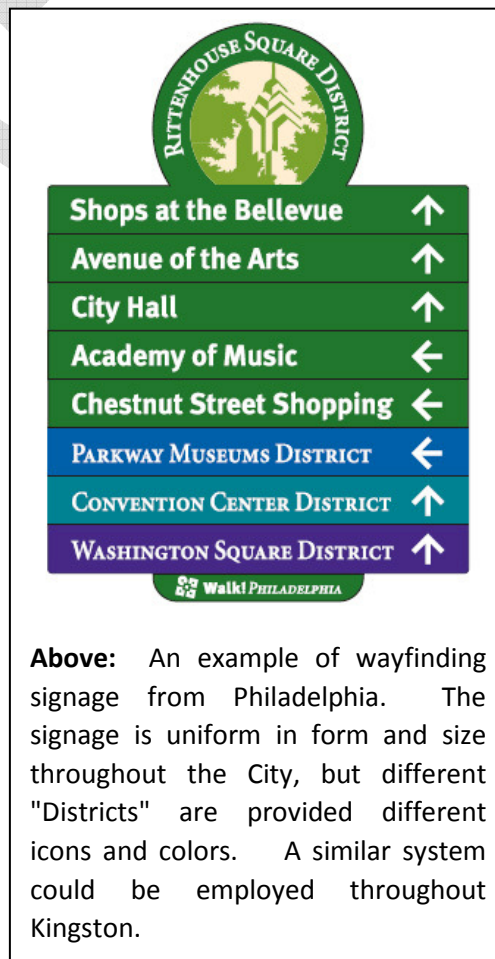 RITTENHOUSE SQUARE DISTRICT
Shops at the Bellevue ↑
Avenue of the Arts ↑
City Hall ↑
Academy of Music ←
Chestnut Street Shopping ←
PARKWAY MUSEUMS DISTRICT ←
CONVENTION CENTER DISTRICT ↑
WASHINGTON SQUARE DISTRICT ↑
Walk! PHILADELPHIA
Above: An example of wayfinding
signage from Philadelphia. The
signage is uniform in form and size
throughout the City, but different
"Districts" are provided different
icons and colors. A similar system
could be employed throughout
Kingston.